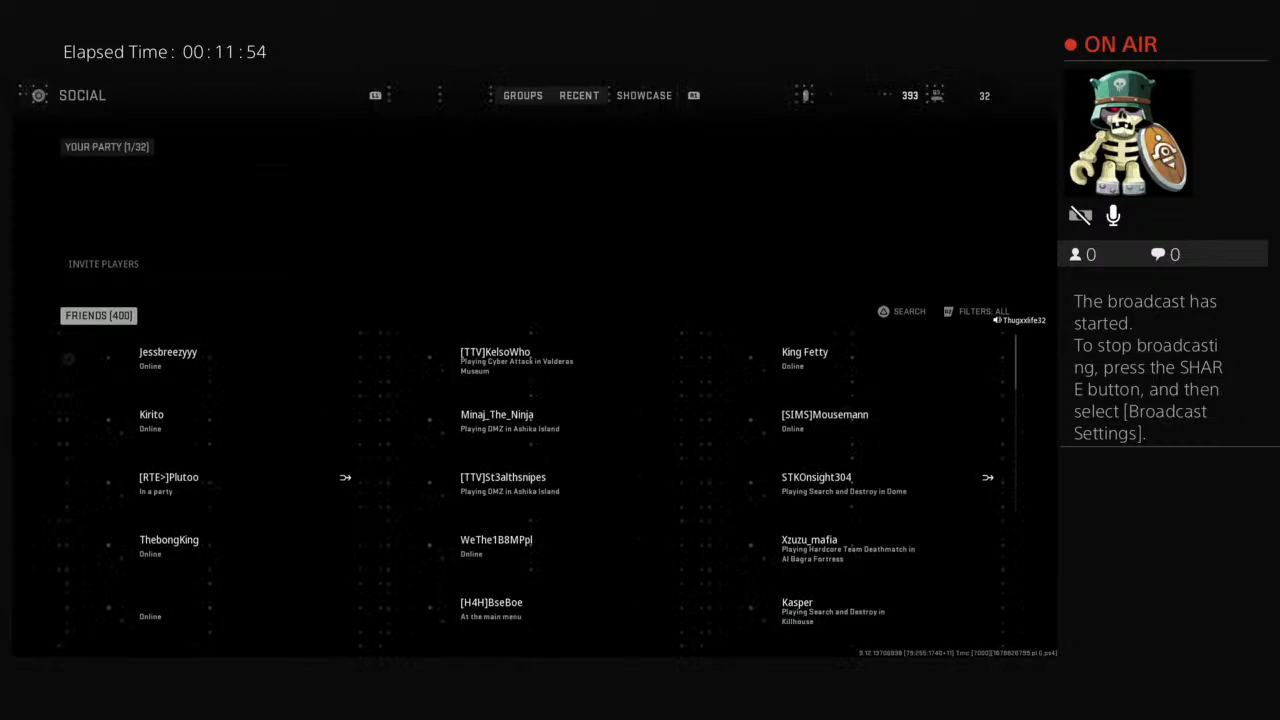 Elapsed Time: 00:11:54
ON AIR
SOCIAL
L1
GROUPS
RECENT
SHOWCASE
R1
393
32
YOUR PARTY [1/32]
0
0
INVITE PLAYERS
The broadcast has
started.
To stop broadcasti
ng, press the SHAR
E button, and then
select [Broadcast
Settings].
FRIENDS (400)
SEARCH
FILTERS: ALL
Thugxxlife32
Jessbreezyyy
Online
[TTV]KelsoWho
Playing Cyber Attack in Valderas
Museum
King Fetty
Online
Kirito
Online
Minaj_The_Ninja
Playing DMZ in Ashika Island
[SIMS]Mousemann
Online
[RTE>]Plutoo
In a party
[TTV]St3althsnipes
Playing DMZ in Ashika Island
STKOnsight304
Playing Search and Destroy in Dome
ThebongKing
Online
WeThe1B8MPpl
Online
Xzuzu_mafia
Playing Hardcore Team Deathmatch in
Al Bagra Fortress
Online
[H4H]BseBoe
At the main menu
Kasper
Playing Search and Destroy in
Killhouse